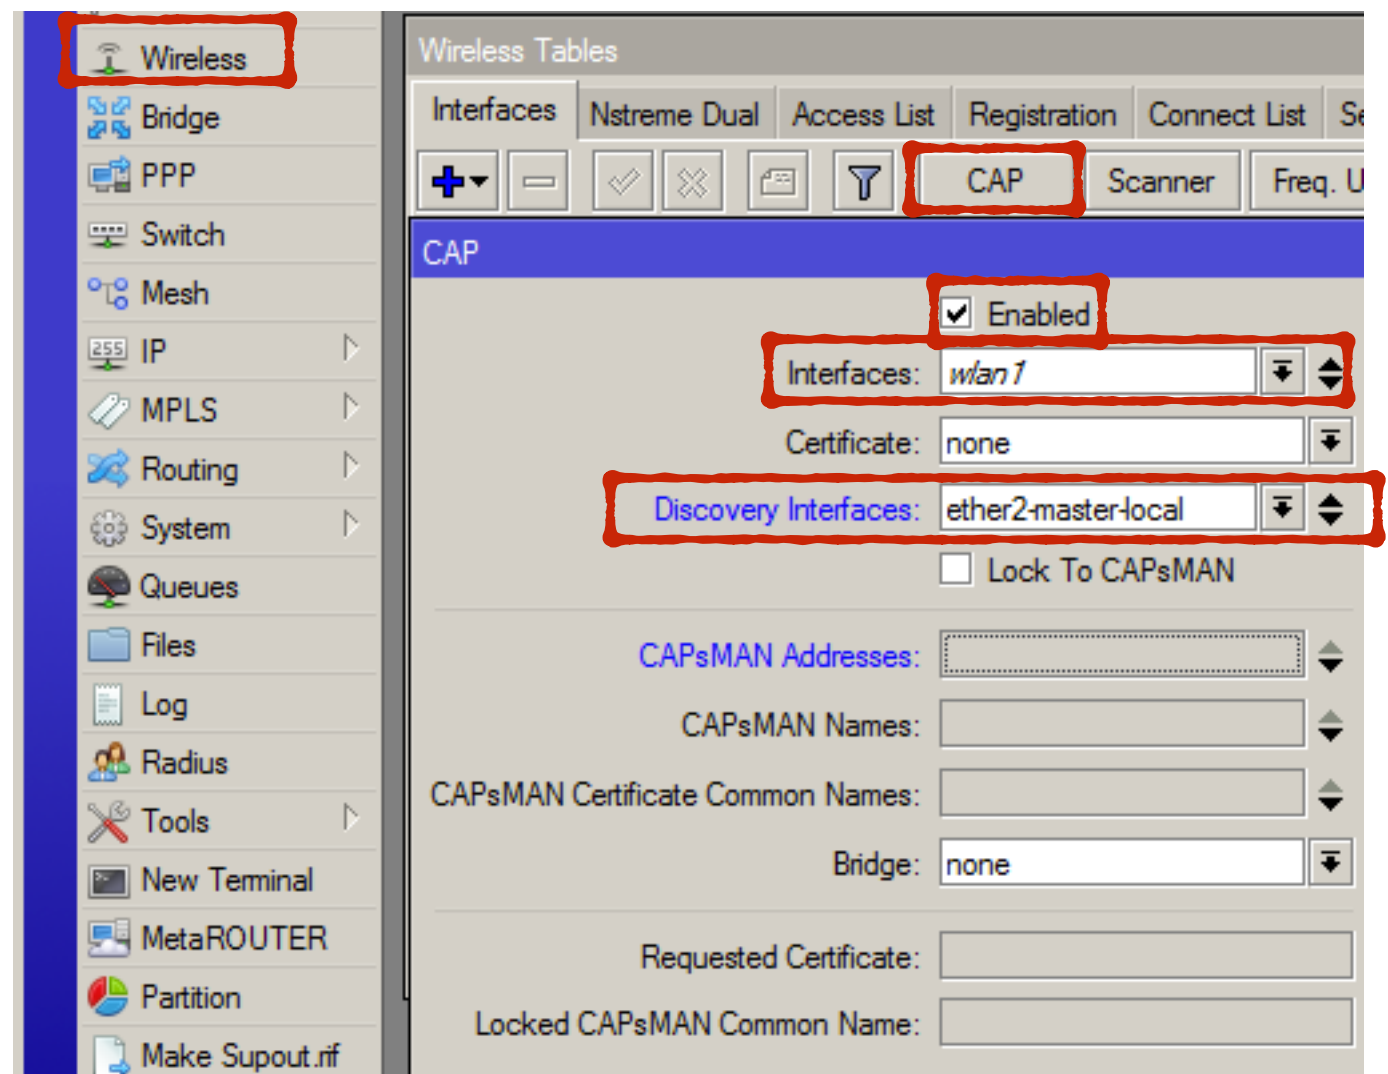 Wireless
Bridge
PPP
Switch
Mesh
255 IP
MPLS
Routing
System
Queues
Files
Log
Radius
Tools
New Terminal
MetaROUTER
Partition
Make Supout.rif
Wireless Tables
Interfaces Nstreme Dual Access List Registration Connect List Se
CAP Scanner Freq. U
CAP
Enabled
Interfaces: wlan1
Certificate: none
Discovery Interfaces: ether2-master-local
Lock To CAPsMAN
CAPsMAN Addresses:
CAPsMAN Names:
CAPsMAN Certificate Common Names:
Bridge: none
Requested Certificate:
Locked CAPsMAN Common Name: